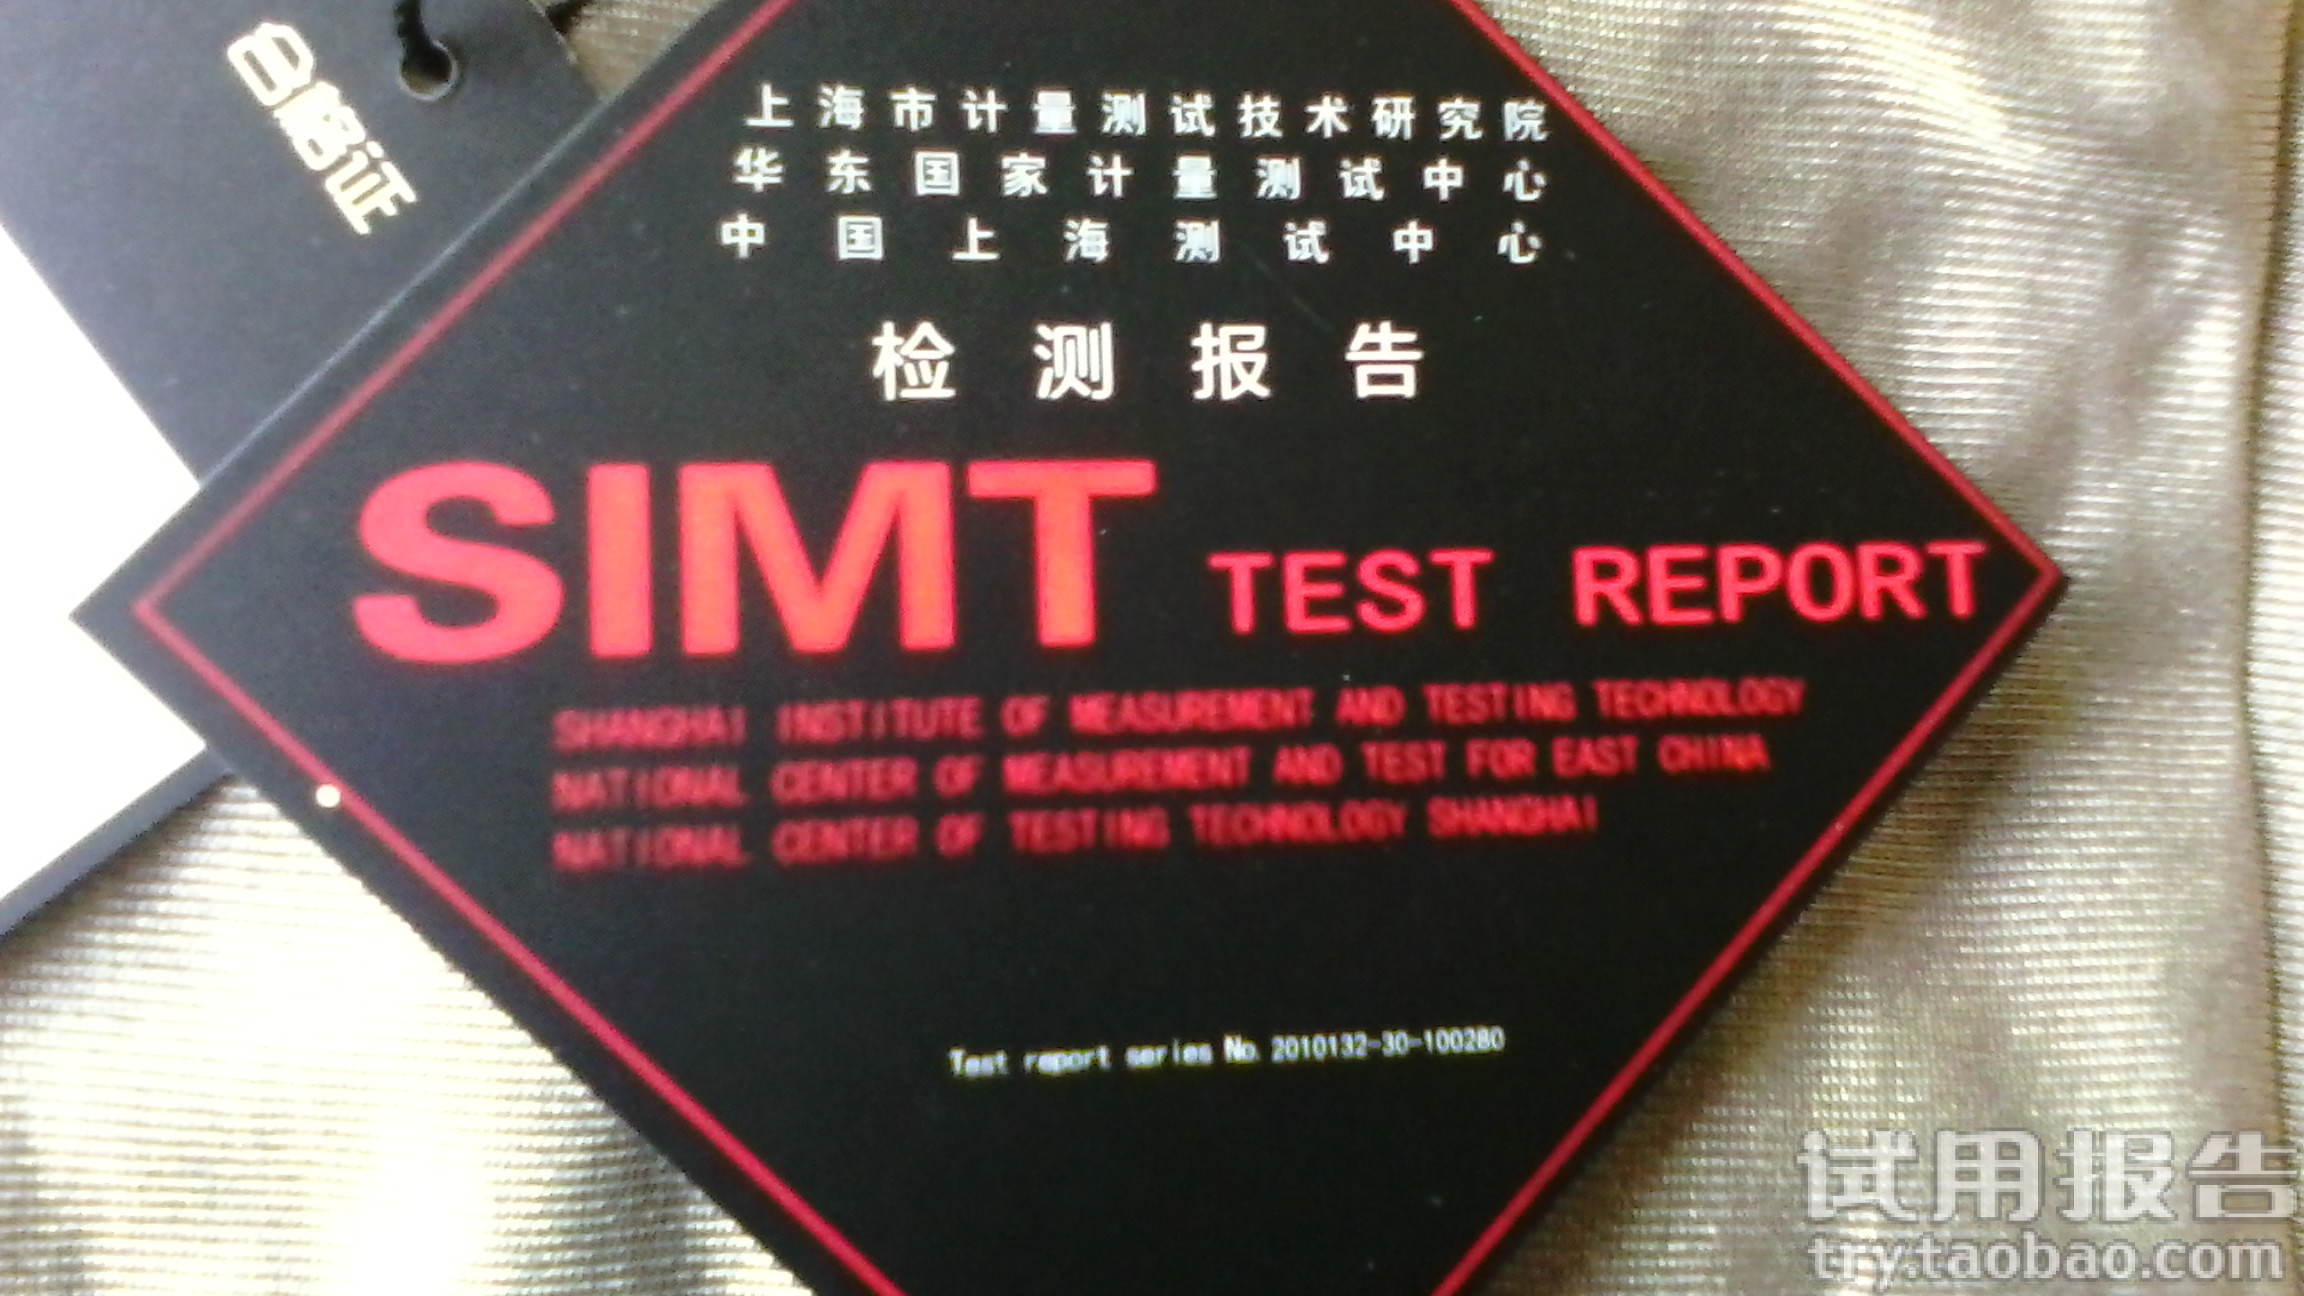 合格证
上海市计量测试技术研究院
华东国家计量测试中心
中国上海测试中心
检测报告
SIMT TEST REPORT
SHANGHAI INSTITUTE OF MEASUREMENT AND TESTING TECHNOLOGY
NATIONAL CENTER OF MEASUREMENT AND TEST FOR EAST CHINA
NATIONAL CENTER OF TESTING TECHNOLOGY SHANGHAI
Test report series No. 2010132-30-100280
试用报告
try.taobao.com